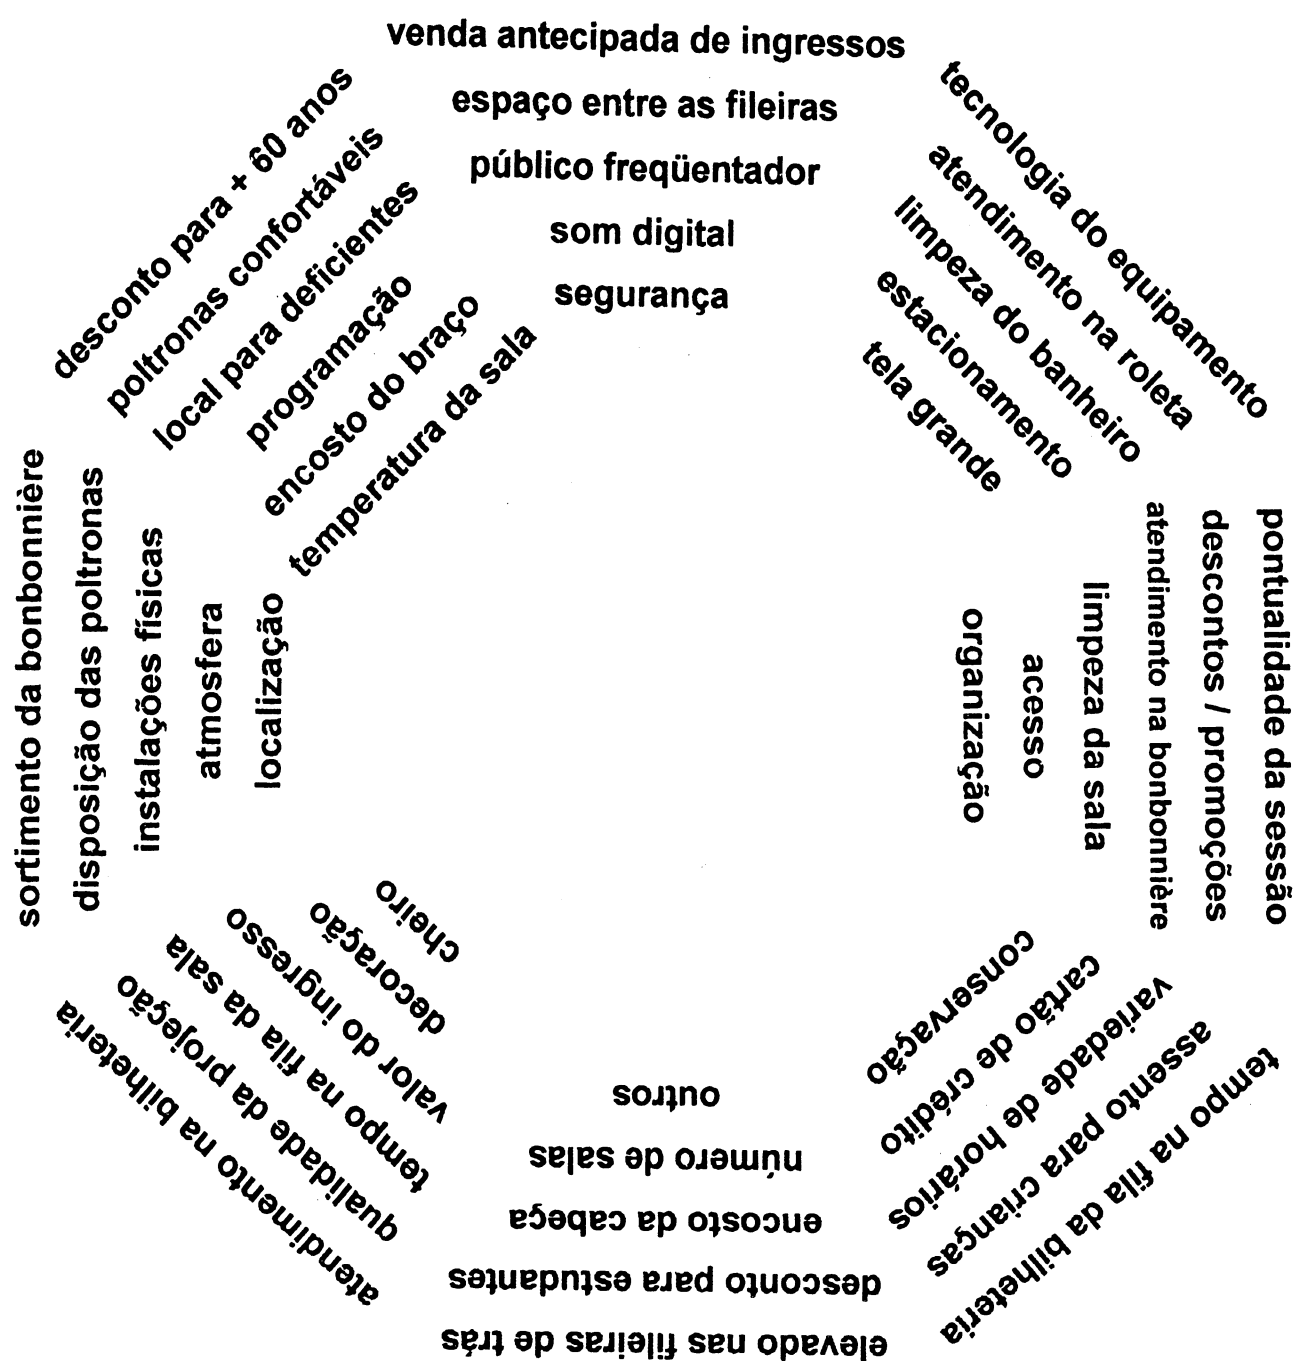 venda antecipada de ingressos
espaço entre as fileiras
público freqüentador
som digital
segurança
tecnologia do equipamento
atendimento na roleta
limpeza do banheiro
estacionamento
tela grande
pontualidade da sessão
descontos / promoções
atendimento na bonbonnière
limpeza da sala
acesso
organização
tempo na fila da bilheteria
assento para crianças
variedade de horários
cartão de crédito
conservação
elevado nas fileiras de trás
desconto para estudantes
encosto da cabeça
número de salas
outros
atendimento na bilheteria
qualidade da projeção
tempo na fila da sala
valor do ingresso
decoração
cheiro
sortimento da bonbonnière
disposição das poltronas
instalações físicas
atmosfera
localização
desconto para + 60 anos
poltronas confortáveis
local para deficientes
programação
encosto do braço
temperatura da sala